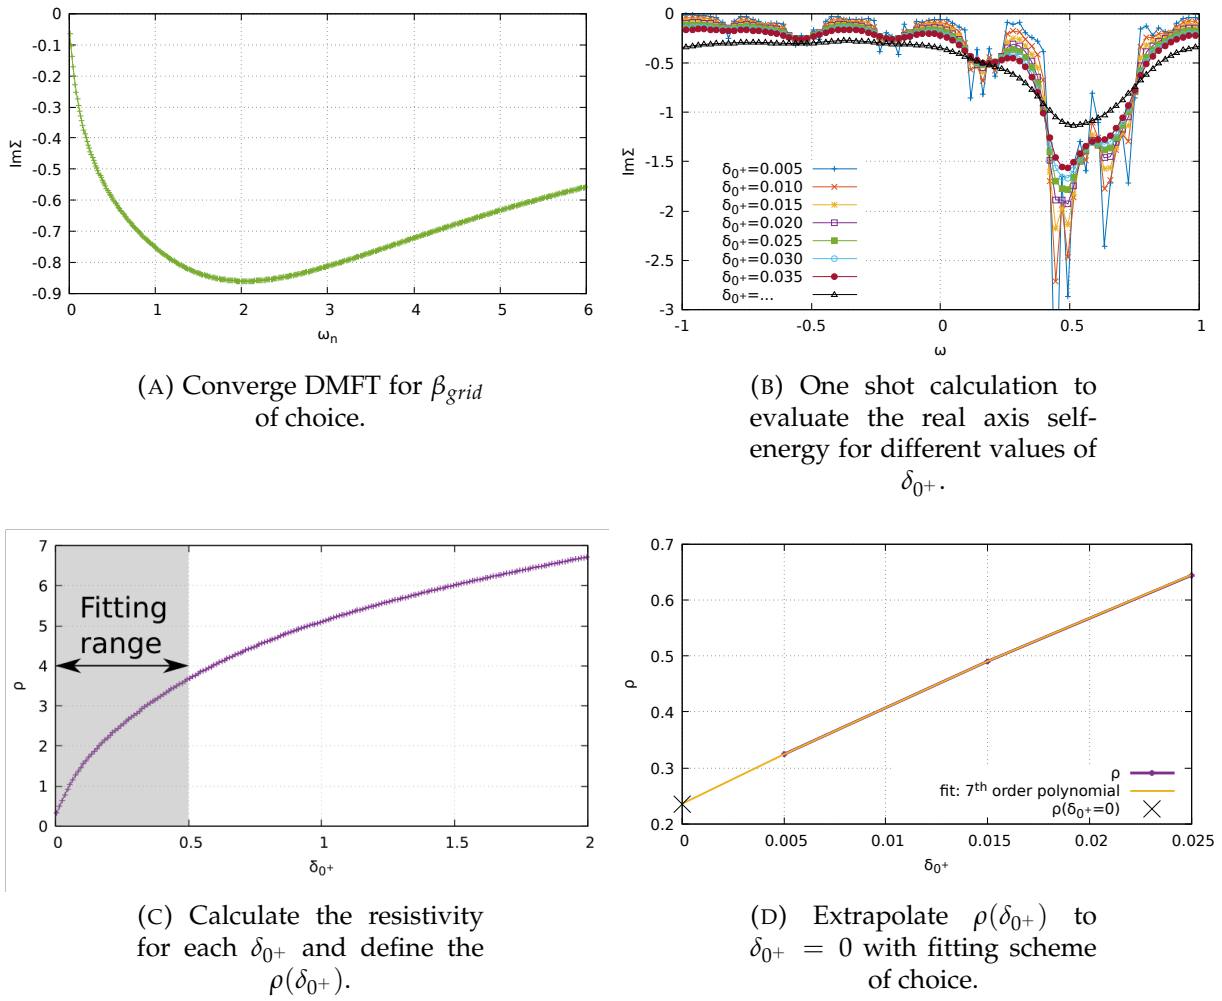 0
-0.1
-0.2
-0.3
-0.4
-0.5
-0.6
-0.7
-0.8
-0.9
ImΣ
0 1 2 3 4 5 6
ωn
(A) Converge DMFT for βgrid
of choice.
0
-0.5
-1
-1.5
-2
-2.5
-3
ImΣ
δ0+=0.005
δ0+=0.010
δ0+=0.015
δ0+=0.020
δ0+=0.025
δ0+=0.030
δ0+=0.035
δ0+=...
-1 -0.5 0 0.5 1
ω
(B) One shot calculation to
evaluate the real axis self-
energy for different values of
δ0+.
7
6
5
4
3
2
1
0
ρ
Fitting
range
0 0.5 1 1.5 2
δ0+
(C) Calculate the resistivity
for each δ0+ and define the
ρ(δ0+).
0.7
0.6
0.5
0.4
0.3
0.2
ρ
ρ
fit: 7th order polynomial
ρ(δ0+=0)
0 0.005 0.01 0.015 0.02 0.025
δ0+
(D) Extrapolate ρ(δ0+) to
δ0+ = 0 with fitting scheme
of choice.